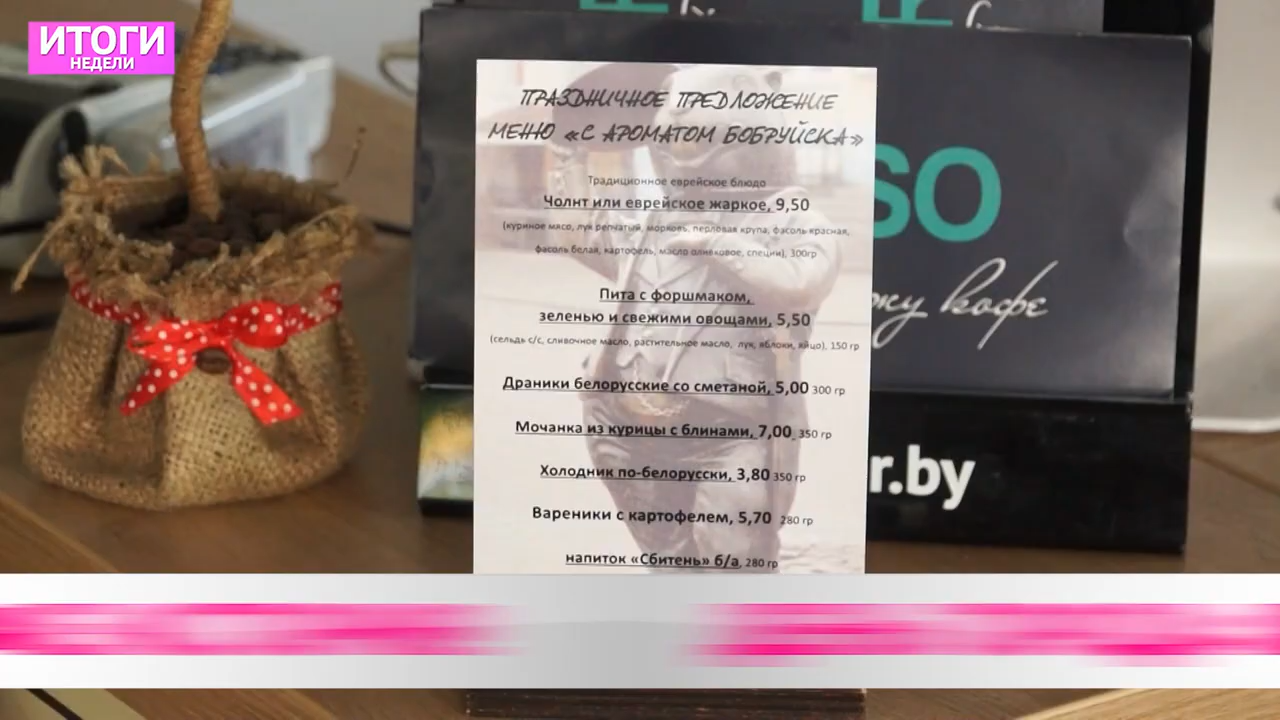 ИТОГИ
НЕДЕЛИ
ПРАЗДНИЧНОЕ ПРЕДЛОЖЕНИЕ
МЕНЮ «С АРОМАТОМ БОБРУЙСКА»
Традиционное еврейское блюдо
Чолнт или еврейское жаркое, 9,50
(куриное мясо, лук репчатый, морковь, перловая крупа, фасоль красная,
фасоль белая, картофель, масло оливковое, специи), 300гр
Пита с форшмаком,
зеленью и свежими овощами, 5,50
(сельдь с/с, сливочное масло, растительное масло, лук, яблоки, яйцо), 150 гр
Драники белорусские со сметаной, 5,00 300 гр
Мочанка из курицы с блинами, 7,00 350 гр
Холодник по-белорусски, 3,80 350 гр
Вареники с картофелем, 5,70 280 гр
напиток «Сбитень» б/а, 280 гр
SO
жу кофе
r.by